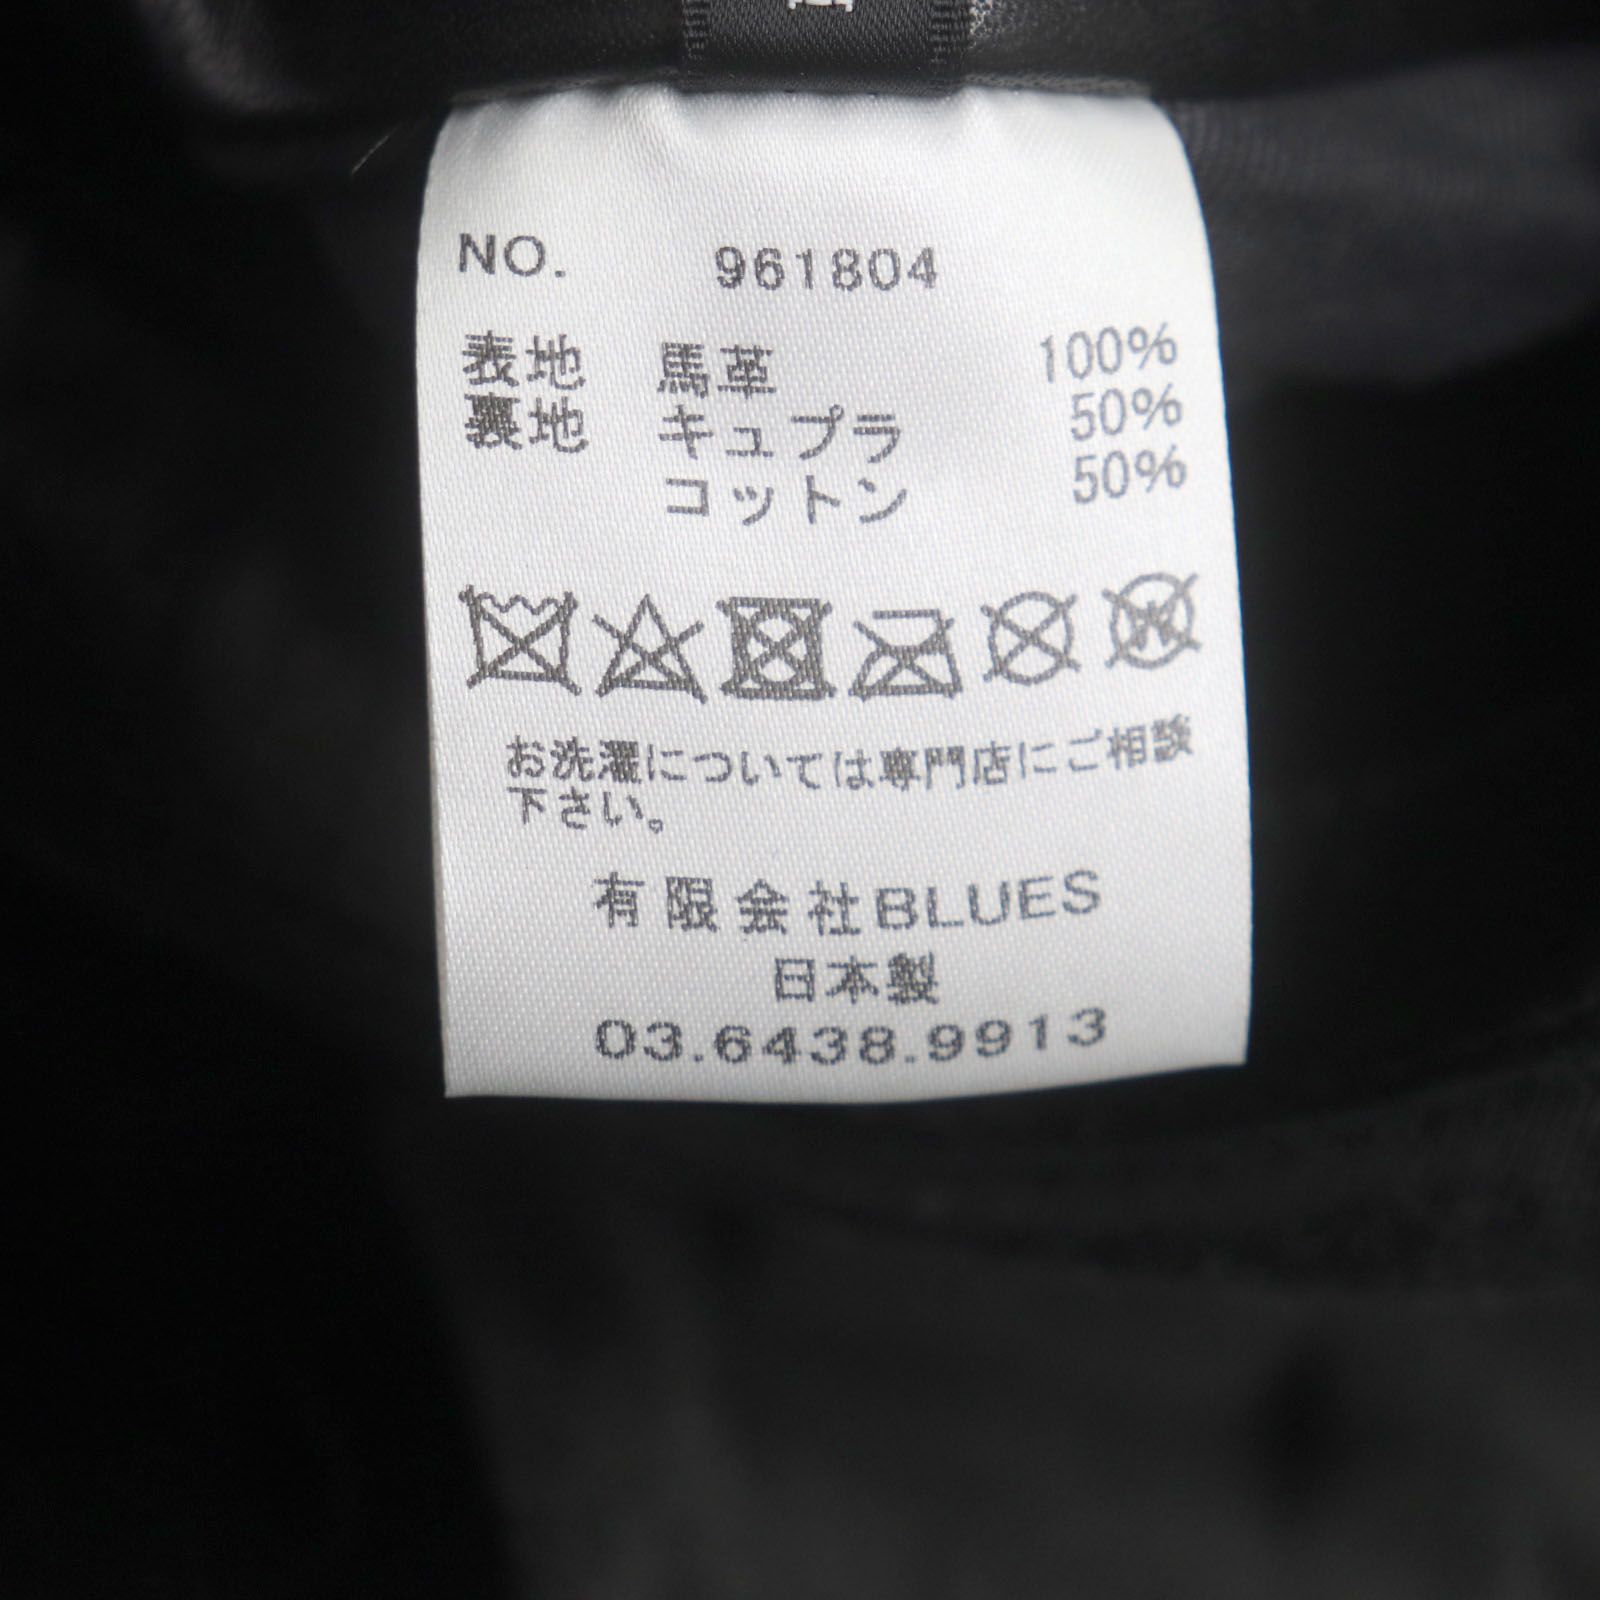 NO. 961804
表地 馬革 100%
裏地 キュプラ 50%
コットン 50%
お洗濯については専門店にご相談
下さい。
有限会社BLUES
日本製
03.6438.9913